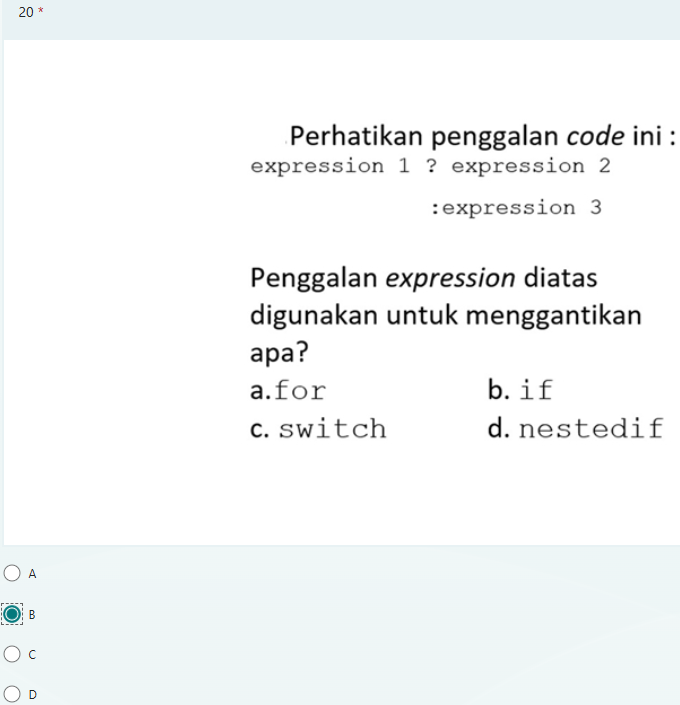 20 *
Perhatikan penggalan code ini :
expression 1 ? expression 2
:expression 3
Penggalan expression diatas
digunakan untuk menggantikan
apa?
a.for b. if
c. switch d. nestedif
A
B
C
D